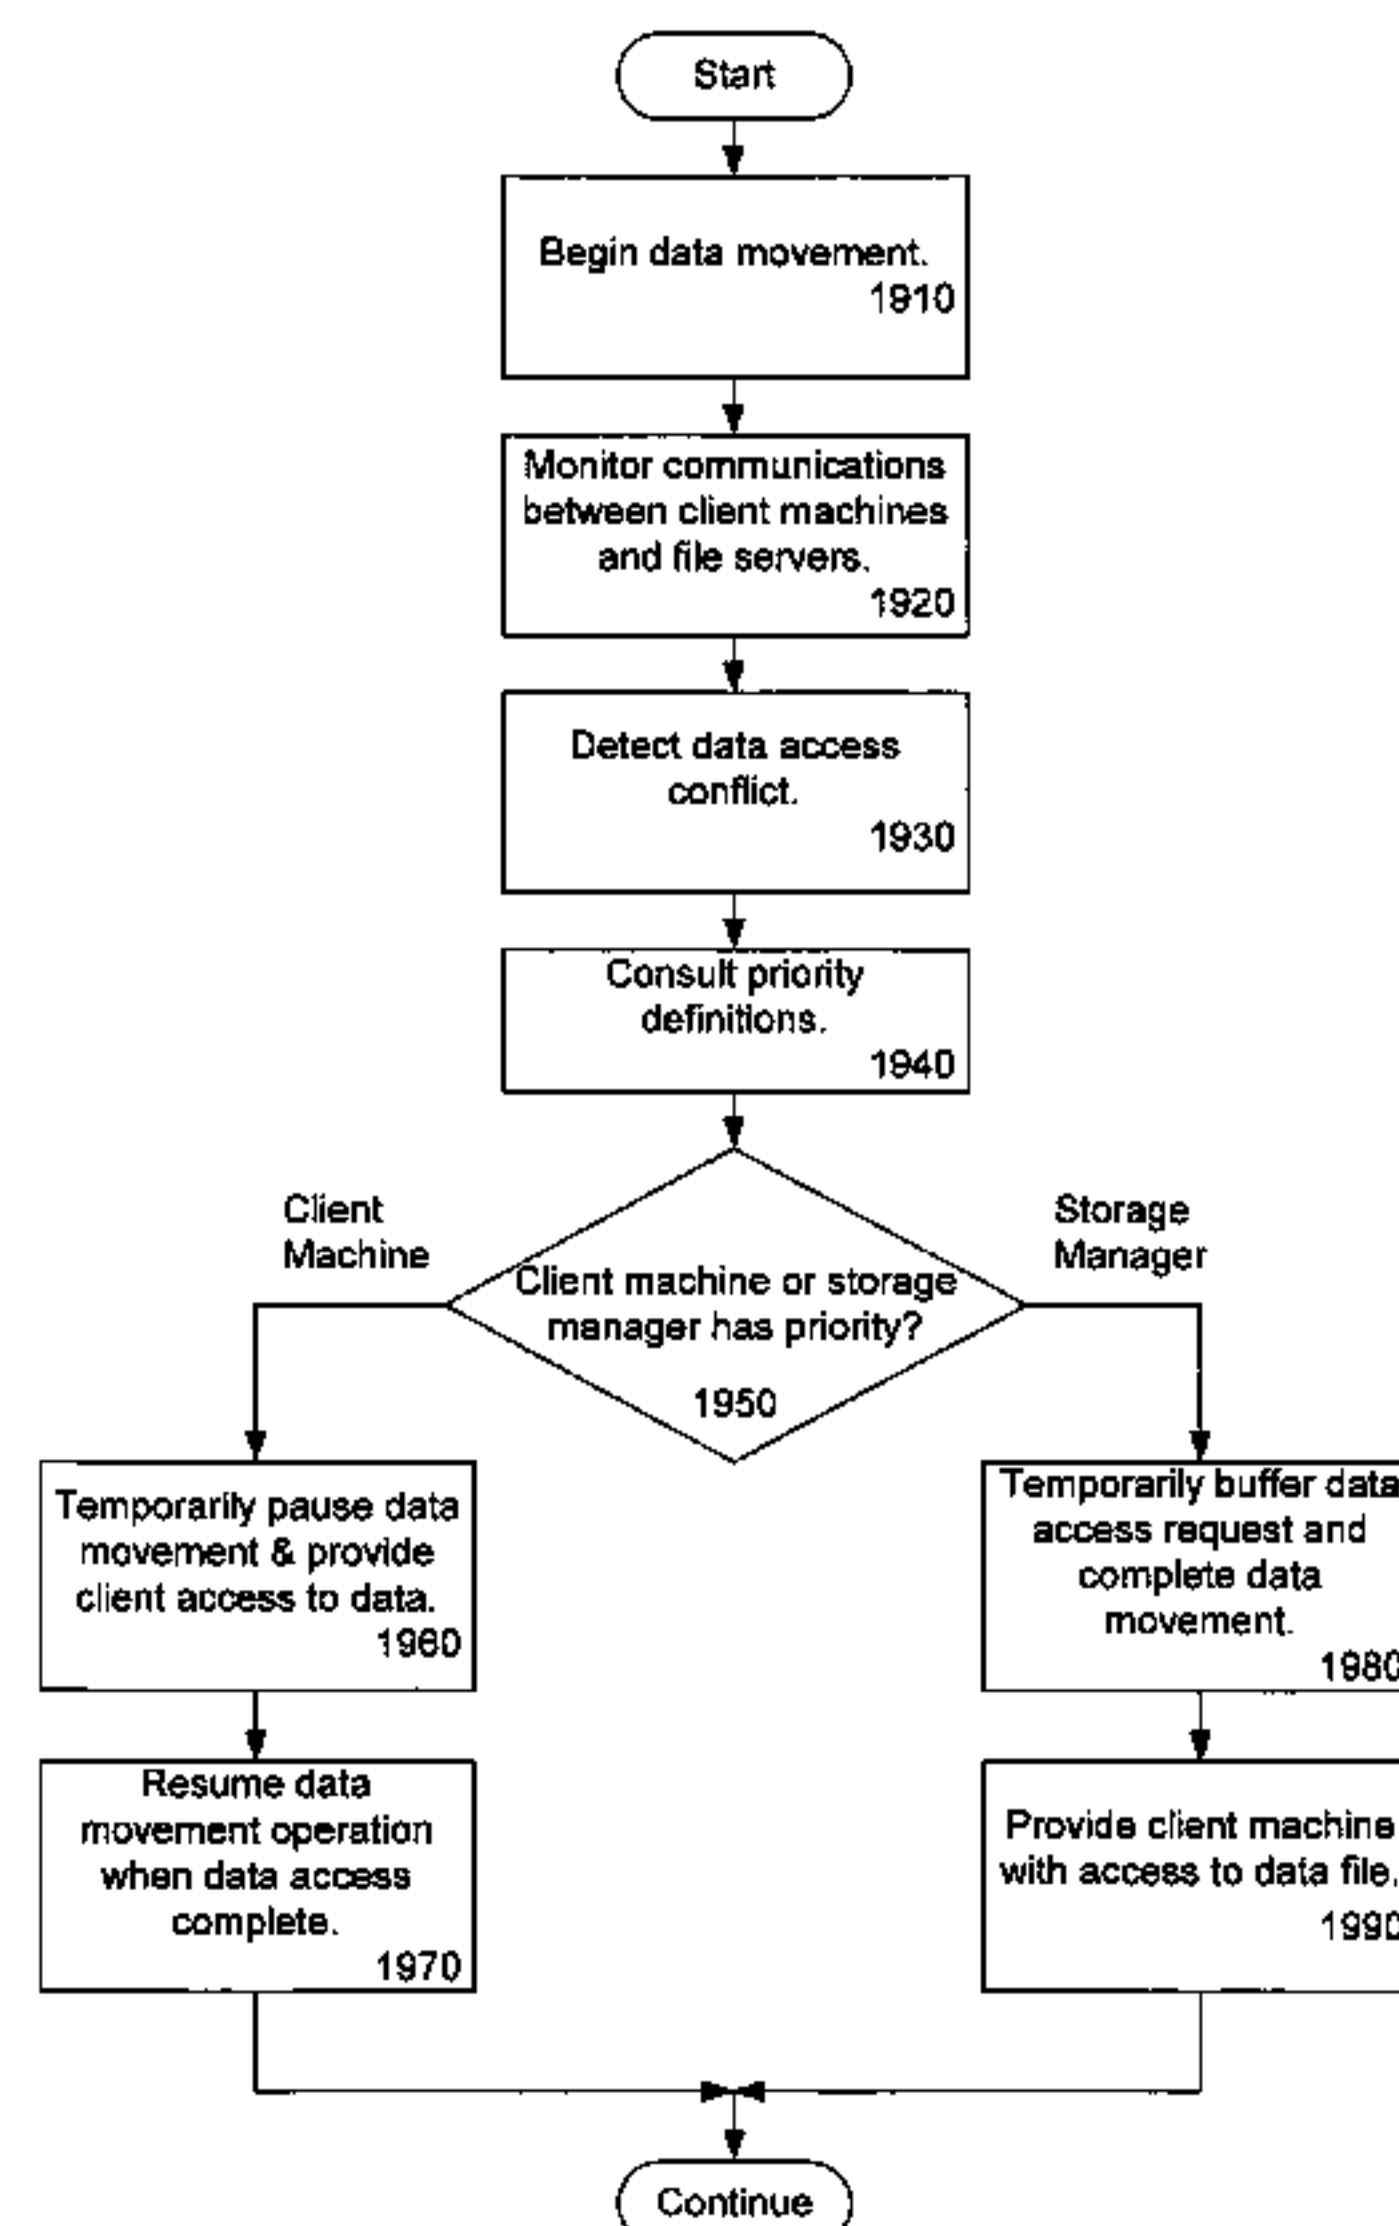 Start
Begin data movement.
1910
Monitor communications
between client machines
and file servers.
1920
Detect data access
conflict.
1930
Consult priority
definitions.
1940
Client
Machine
Storage
Manager
Client machine or storage
manager has priority?
1950
Temporarily pause data
movement & provide
client access to data.
1960
Temporarily buffer data
access request and
complete data
movement.
1980
Resume data
movement operation
when data access
complete.
1970
Provide client machine
with access to data file.
1990
Continue